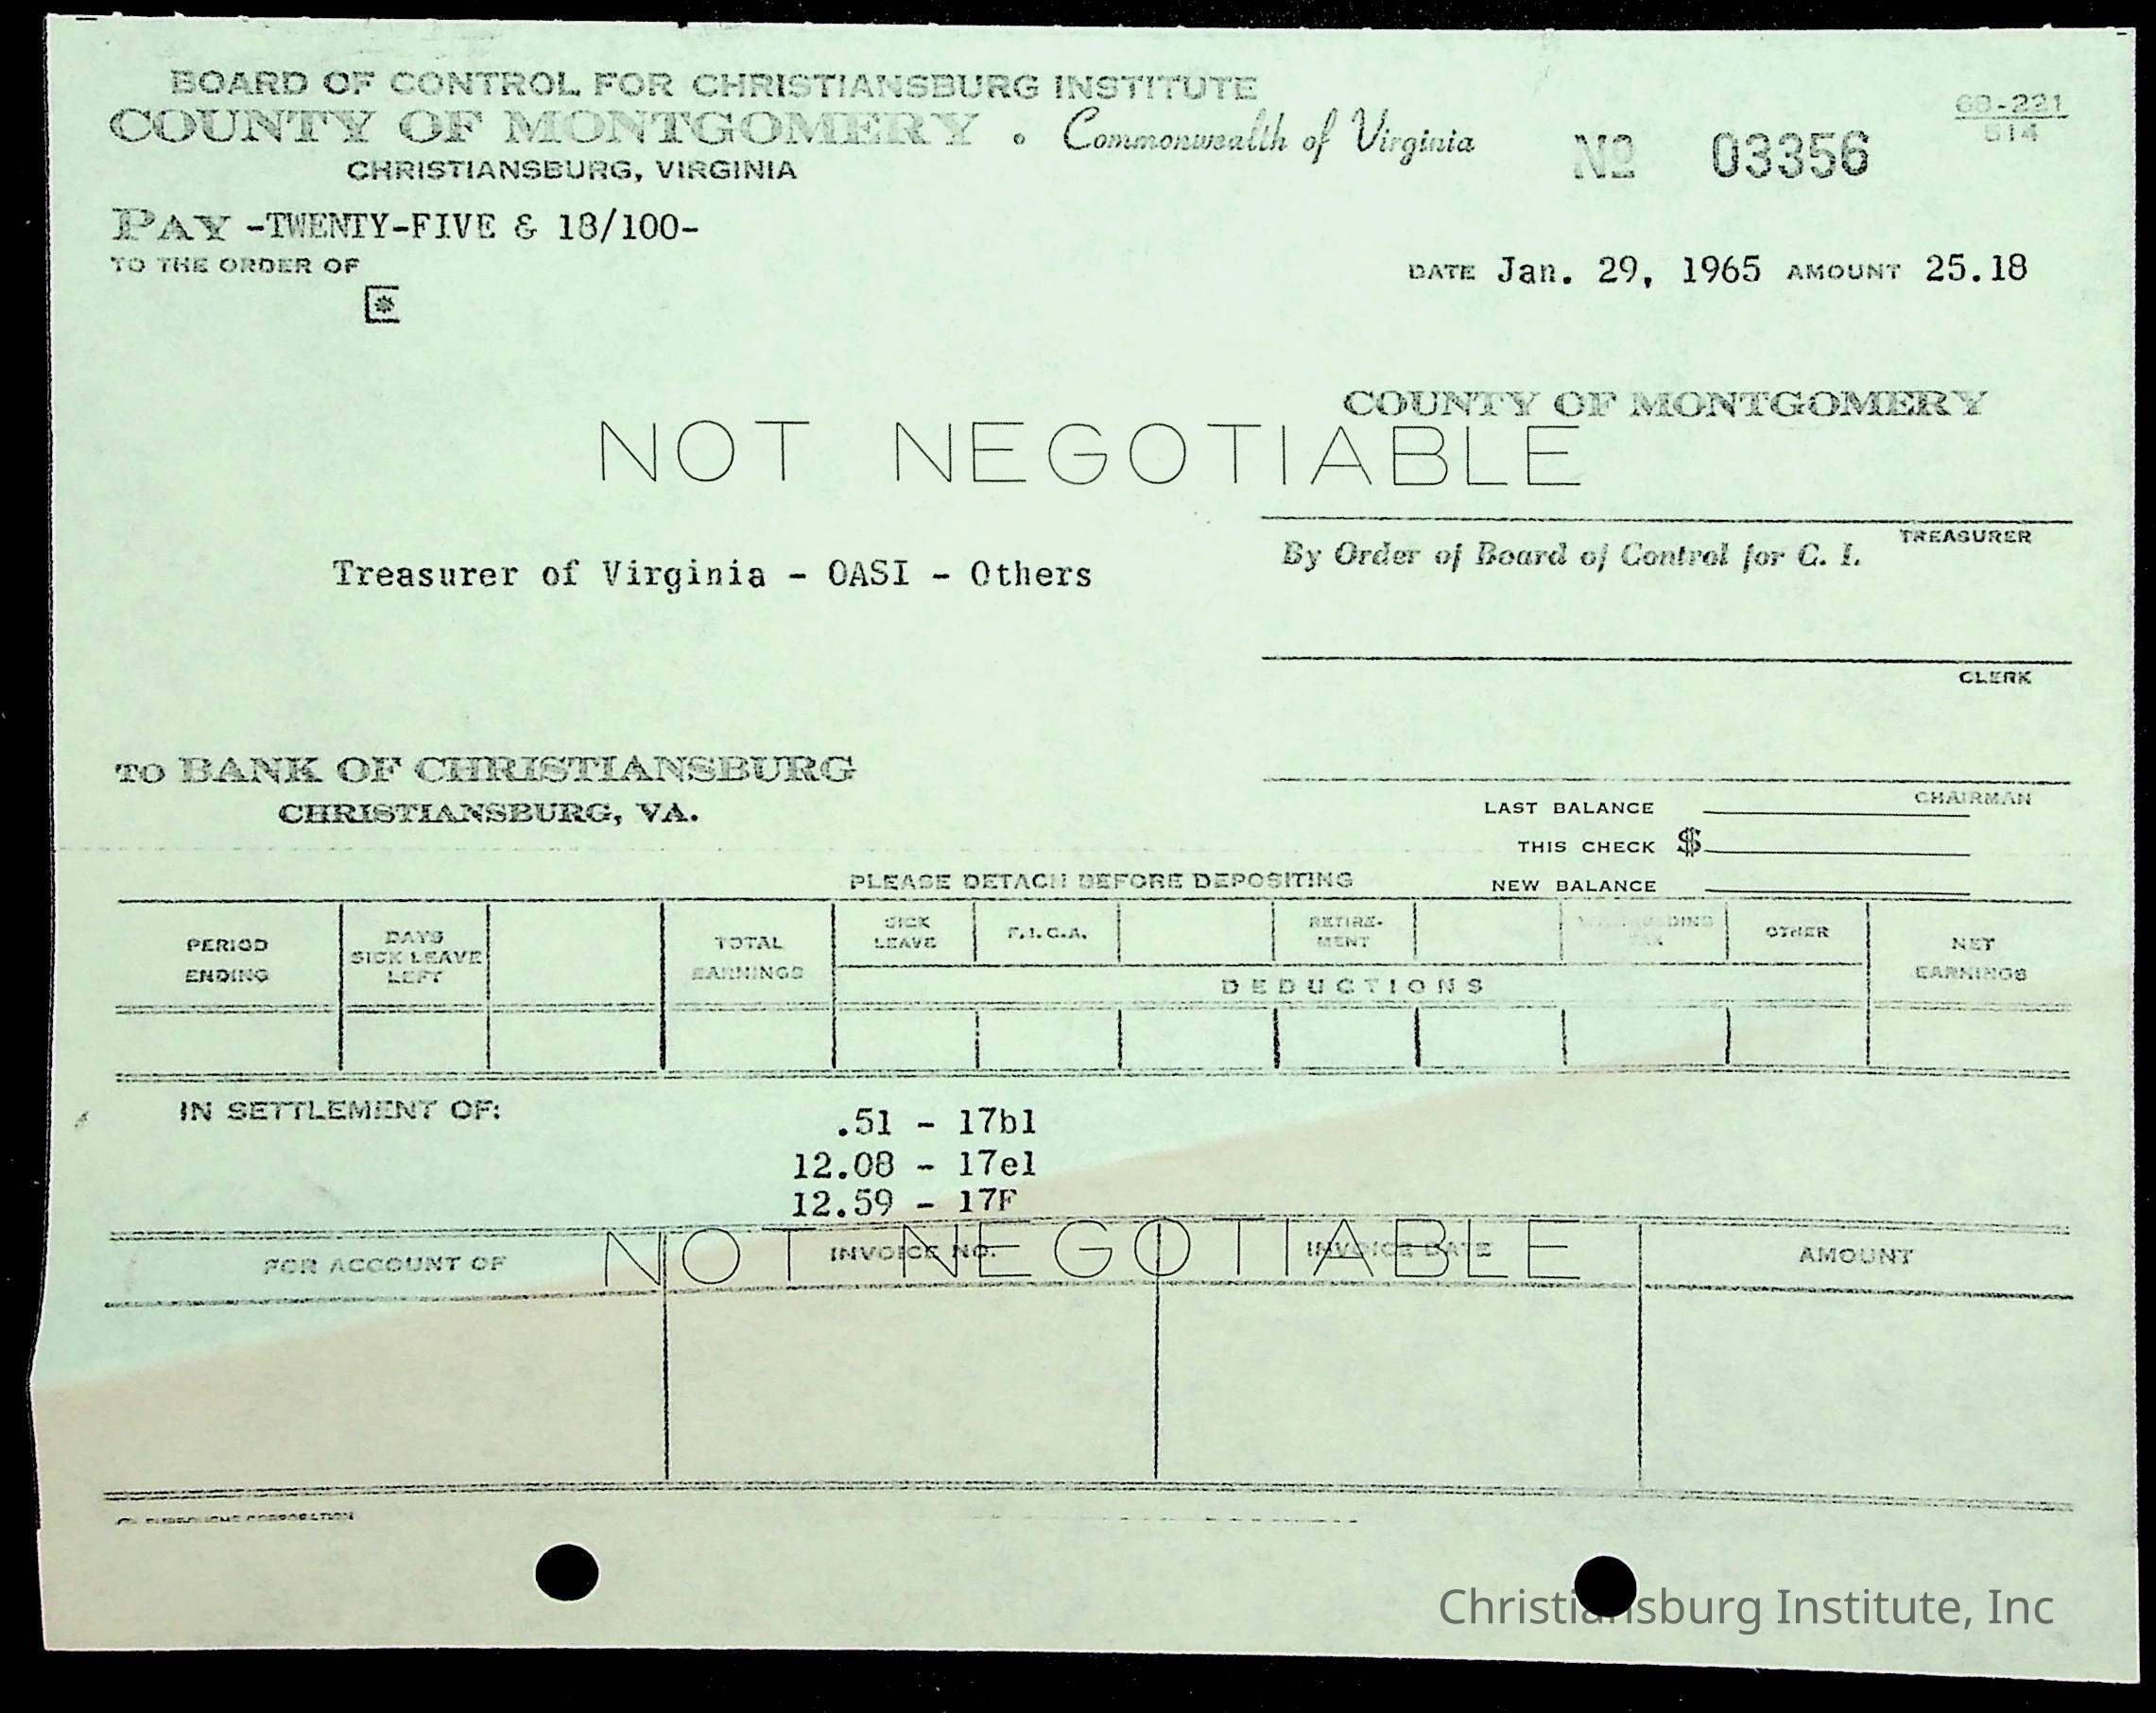 BOARD OF CONTROL FOR CHRISTIANSBURG INSTITUTE
COUNTY OF MONTGOMERY • Commonwealth of Virginia
CHRISTIANSBURG, VIRGINIA
68-221
514
No 03356
PAY -TWENTY-FIVE & 18/100-
TO THE ORDER OF
DATE Jan. 29, 1965 AMOUNT 25.18
COUNTY OF MONTGOMERY
NOT NEGOTIABLE
TREASURER
By Order of Board of Control for C. I.
Treasurer of Virginia - OASI - Others
CLERK
TO BANK OF CHRISTIANSBURG
CHRISTIANSBURG, VA.
CHAIRMAN
LAST BALANCE
THIS CHECK $
NEW BALANCE
PLEASE DETACH BEFORE DEPOSITING
PERIOD ENDING
DAYS SICK LEAVE LEFT
TOTAL EARNINGS
SICK LEAVE
F.I.C.A.
RETIRE-MENT
TAX
OTHER
NET EARNINGS
DEDUCTIONS
IN SETTLEMENT OF:
.51 - 17b1
12.08 - 17e1
12.59 - 17F
NOT NEGOTIABLE
FOR ACCOUNT OF
INVOICE NO.
INVOICE DATE
AMOUNT
BURROUGHS CORPORATION
Christiansburg Institute, Inc